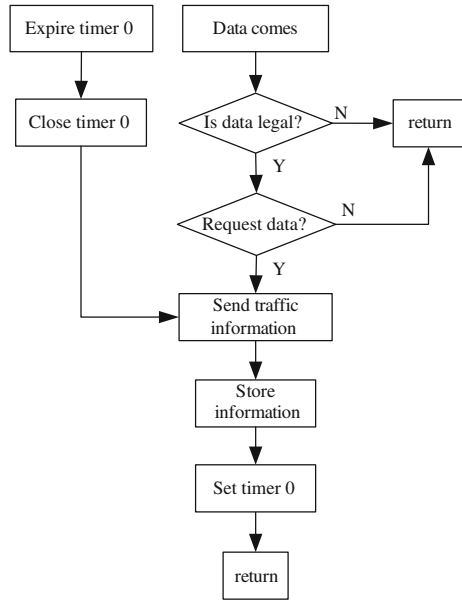 Expire timer 0
Data comes
Close timer 0
Is data legal?
N
return
Y
Request data?
N
Y
Send traffic
information
Store
information
Set timer 0
return